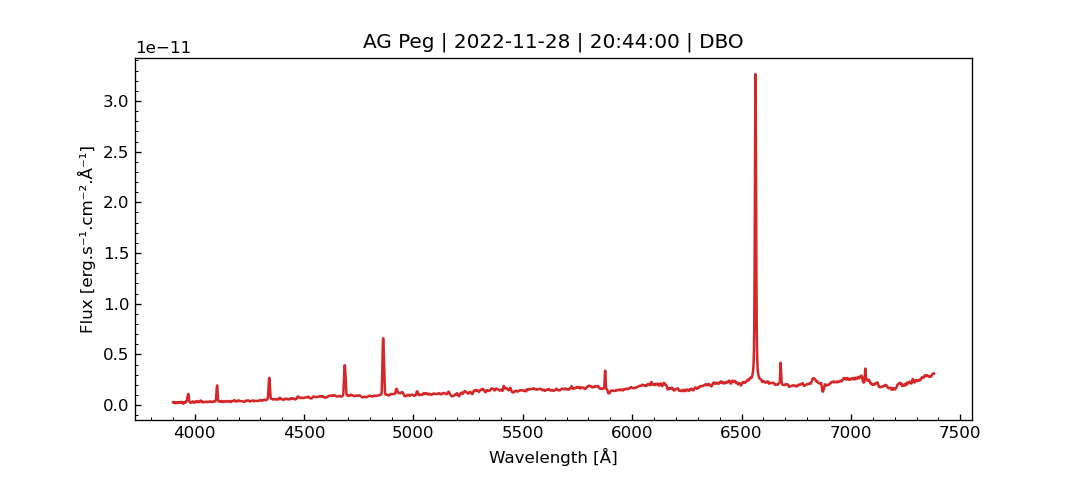 AG Peg | 2022-11-28 | 20:44:00 | DBO
1e−11
3.0
2.5
2.0
1.5
1.0
0.5
0.0
Flux [erg.s⁻¹.cm⁻².Å⁻¹]
4000 4500 5000 5500 6000 6500 7000 7500
Wavelength [Å]